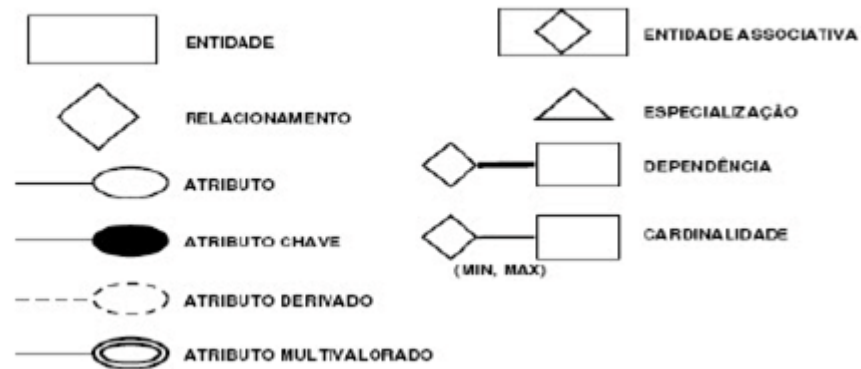 ENTIDADE
RELACIONAMENTO
ATRIBUTO
ATRIBUTO CHAVE
ATRIBUTO DERIVADO
ATRIBUTO MULTIVALORADO
ENTIDADE ASSOCIATIVA
ESPECIALIZAÇÃO
DEPENDÊNCIA
CARDINALIDADE
(MIN, MAX)